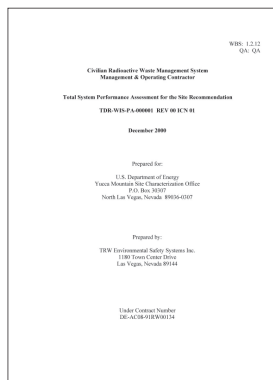 WBS: 1.2.12
QA: QA
Civilian Radioactive Waste Management System
Management & Operating Contractor
Total System Performance Assessment for the Site Recommendation
TDR-WIS-PA-000001 REV 00 ICN 01
December 2000
Prepared for:
U.S. Department of Energy
Yucca Mountain Site Characterization Office
P.O. Box 30307
North Las Vegas, Nevada 89036-0307
Prepared by:
TRW Environmental Safety Systems Inc.
1180 Town Center Drive
Las Vegas, Nevada 89144
Under Contract Number
DE-AC08-91RW00134